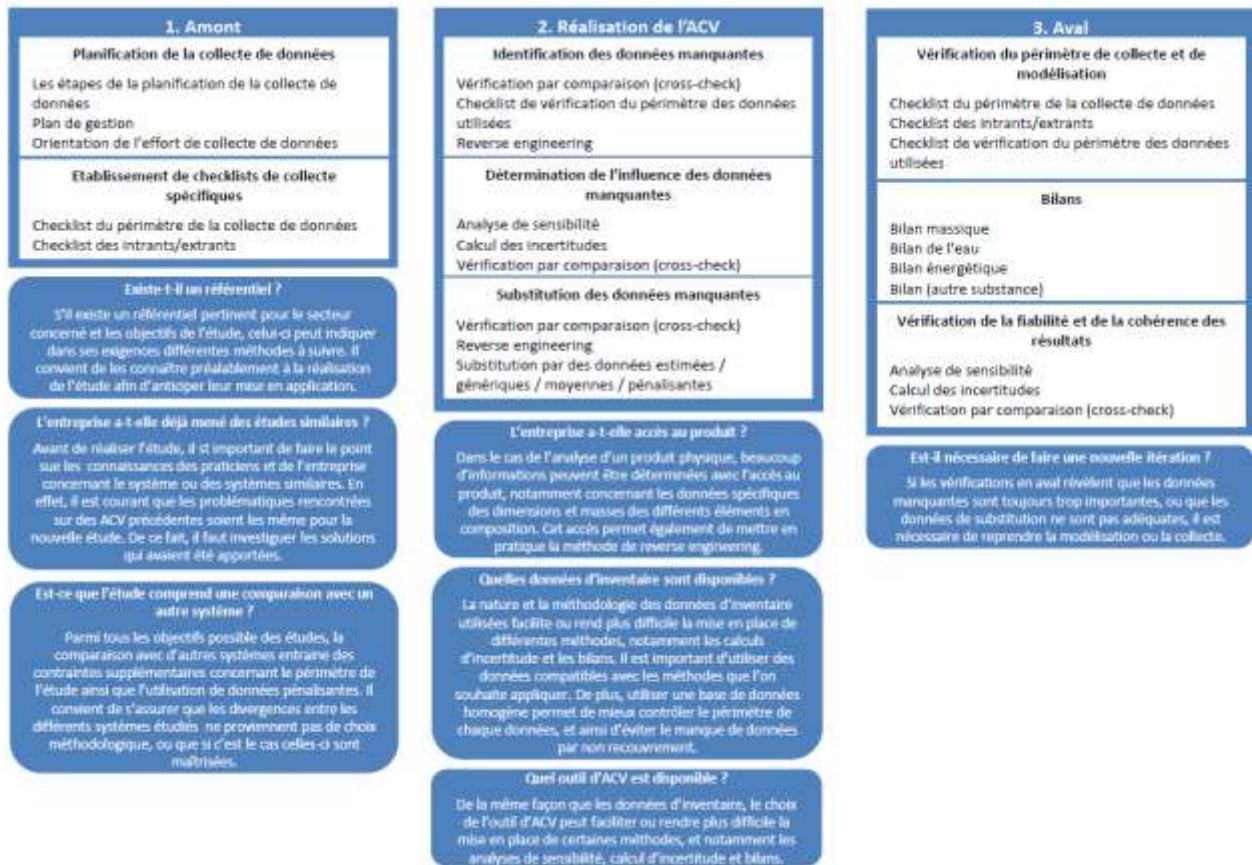 1. Amont
Planification de la collecte de données
Les étapes de la planification de la collecte de
données
Plan de gestion
Orientation de l'effort de collecte de données
Etablissement de checklists de collecte
spécifiques
Checklist du périmètre de la collecte de données
Checklist des intrants/extrants
Existe-t-il un référentiel ?
S'il existe un référentiel pertinent pour le secteur
concerné et les objectifs de l'étude, celui-ci peut indiquer
dans ses exigences différentes méthodes à suivre. Il
convient de les connaître préalablement à la réalisation
de l'étude afin d'anticiper leur mise en application.
L'entreprise a-t-elle déjà mené des études similaires ?
Avant de réaliser l'étude, il st important de faire le point
sur les connaissances des praticiens et de l'entreprise
concernant le système ou des systèmes similaires. En
effet, il est courant que les problématiques rencontrées
sur des ACV précédentes soient les même pour la
nouvelle étude. De ce fait, il faut investiguer les solutions
qui avaient été apportées.
Est-ce que l'étude comprend une comparaison avec un
autre système ?
Parmi tous les objectifs possible des études, la
comparaison avec d'autres systèmes entraine des
contraintes supplémentaires concernant le périmètre de
l'étude ainsi que l'utilisation de données pénalisantes. Il
convient de s'assurer que les divergences entre les
différents systèmes étudiés ne proviennent pas de choix
méthodologique, ou que si c'est le cas celles-ci sont
maîtrisées.
2. Réalisation de l'ACV
Identification des données manquantes
Vérification par comparaison (cross-check)
Checklist de vérification du périmètre des données
utilisées
Reverse engineering
Détermination de l'influence des données
manquantes
Analyse de sensibilité
Calcul des incertitudes
Vérification par comparaison (cross-check)
Substitution des données manquantes
Vérification par comparaison (cross-check)
Reverse engineering
Substitution par des données estimées /
génériques / moyennes / pénalisantes
L'entreprise a-t-elle accès au produit ?
Dans le cas de l'analyse d'un produit physique, beaucoup
d'informations peuvent être déterminées avec l'accès au
produit, notamment concernant les données spécifiques
des dimensions et masses des différents éléments en
composition. Cet accès permet également de mettre en
pratique la méthode de reverse engineering.
Quelles données d'inventaire sont disponibles ?
La nature et la méthodologie des données d'inventaire
utilisées facilite ou rend plus difficile la mise en place de
différentes méthodes, notamment les calculs
d'incertitude et les bilans. Il est important d'utiliser des
données compatibles avec les méthodes que l'on
souhaite appliquer. De plus, utiliser une base de données
homogène permet de mieux contrôler le périmètre de
chaque données, et ainsi d'éviter le manque de données
par non recouvrement.
Quel outil d'ACV est disponible ?
De la même façon que les données d'inventaire, le choix
de l'outil d'ACV peut faciliter ou rendre plus difficile la
mise en place de certaines méthodes, et notamment les
analyses de sensibilité, calcul d'incertitude et bilans.
3. Aval
Vérification du périmètre de collecte et de
modélisation
Checklist du périmètre de la collecte de données
Checklist des intrants/extrants
Checklist de vérification du périmètre des données
utilisées
Bilans
Bilan massique
Bilan de l'eau
Bilan énergétique
Bilan (autre substance)
Vérification de la fiabilité et de la cohérence des
résultats
Analyse de sensibilité
Calcul des incertitudes
Vérification par comparaison (cross-check)
Est-il nécessaire de faire une nouvelle itération ?
Si les vérifications en aval révèlent que les données
manquantes sont toujours trop importantes, ou que les
données de substitution ne sont pas adéquates, il est
nécessaire de reprendre la modélisation ou la collecte.